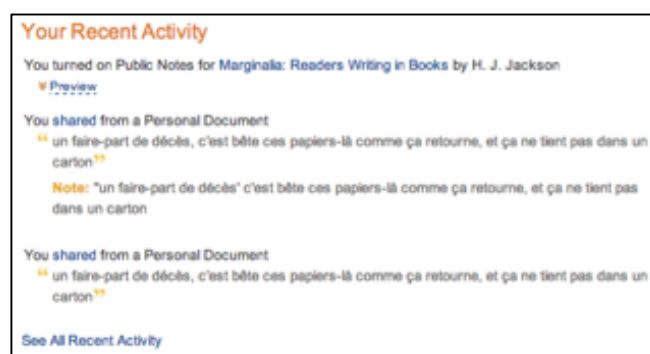 Your Recent Activity
You turned on Public Notes for Marginalia: Readers Writing in Books by H. J. Jackson
Preview
You shared from a Personal Document
“ un faire-part de décès, c'est bête ces papiers-là comme ça retourne, et ça ne tient pas dans un
carton ”
Note: "un faire-part de décès' c'est bête ces papiers-là comme ça retourne, et ça ne tient pas
dans un carton
You shared from a Personal Document
“ un faire-part de décès, c'est bête ces papiers-là comme ça retourne, et ça ne tient pas dans un
carton ”
See All Recent Activity